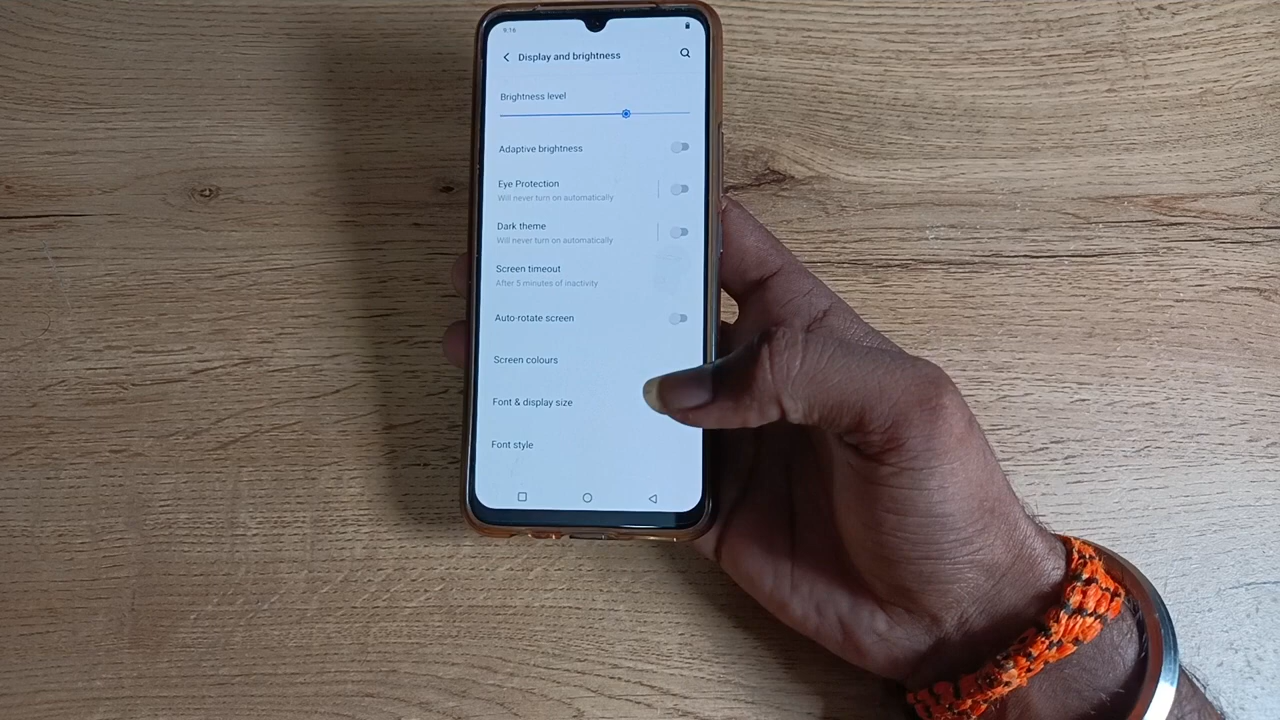 9:16
Display and brightness
Brightness level
Adaptive brightness
Eye Protection
Will never turn on automatically
Dark theme
Will never turn on automatically
Screen timeout
After 5 minutes of inactivity
Auto-rotate screen
Screen colours
Font & display size
Font style